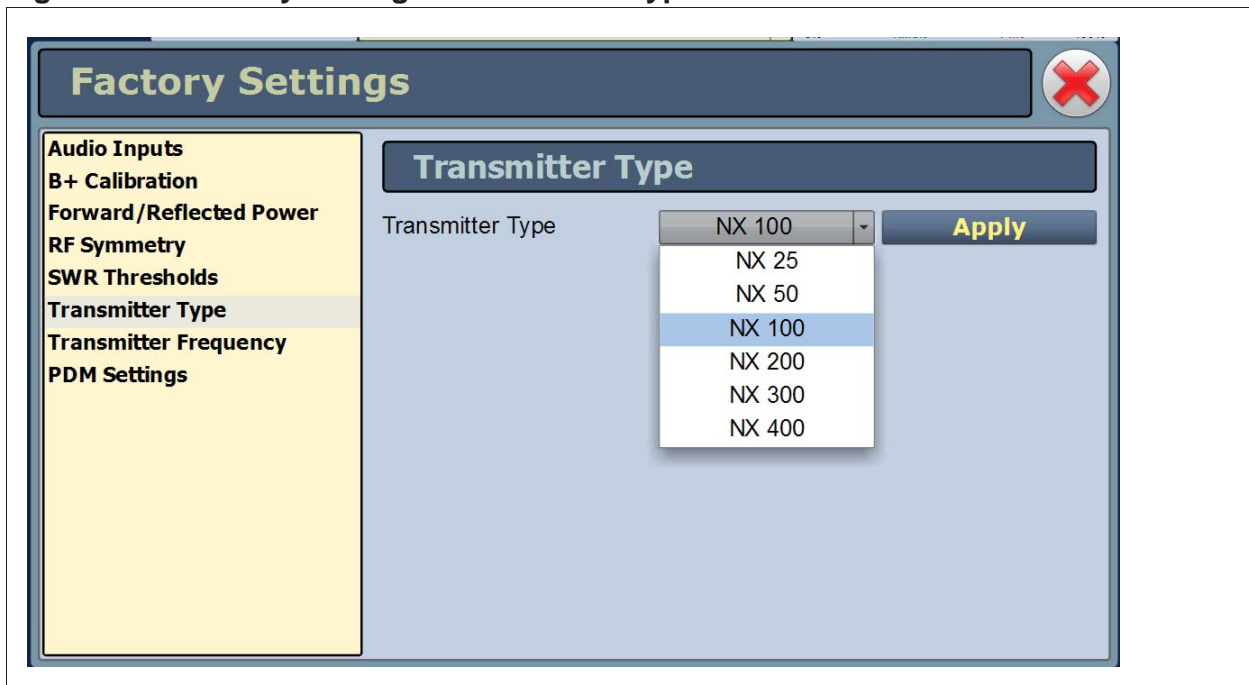 Factory Settings
Audio Inputs
B+ Calibration
Forward/Reflected Power
RF Symmetry
SWR Thresholds
Transmitter Type
Transmitter Frequency
PDM Settings
Transmitter Type
Transmitter Type NX 100 Apply
NX 25
NX 50
NX 100
NX 200
NX 300
NX 400